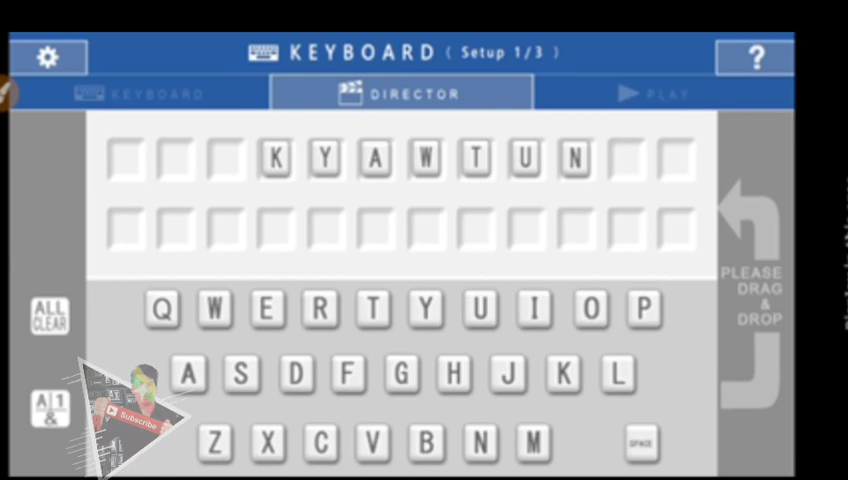 KEYBOARD ( Setup 1/3 )
?
KEYBOARD
DIRECTOR
PLAY
K Y A W T U N
PLEASE
DRAG
&
DROP
ALL
CLEAR
Q W E R T Y U I O P
A S D F G H J K L
A 1
&
Subscribe
Z X C V B N M
SPACE